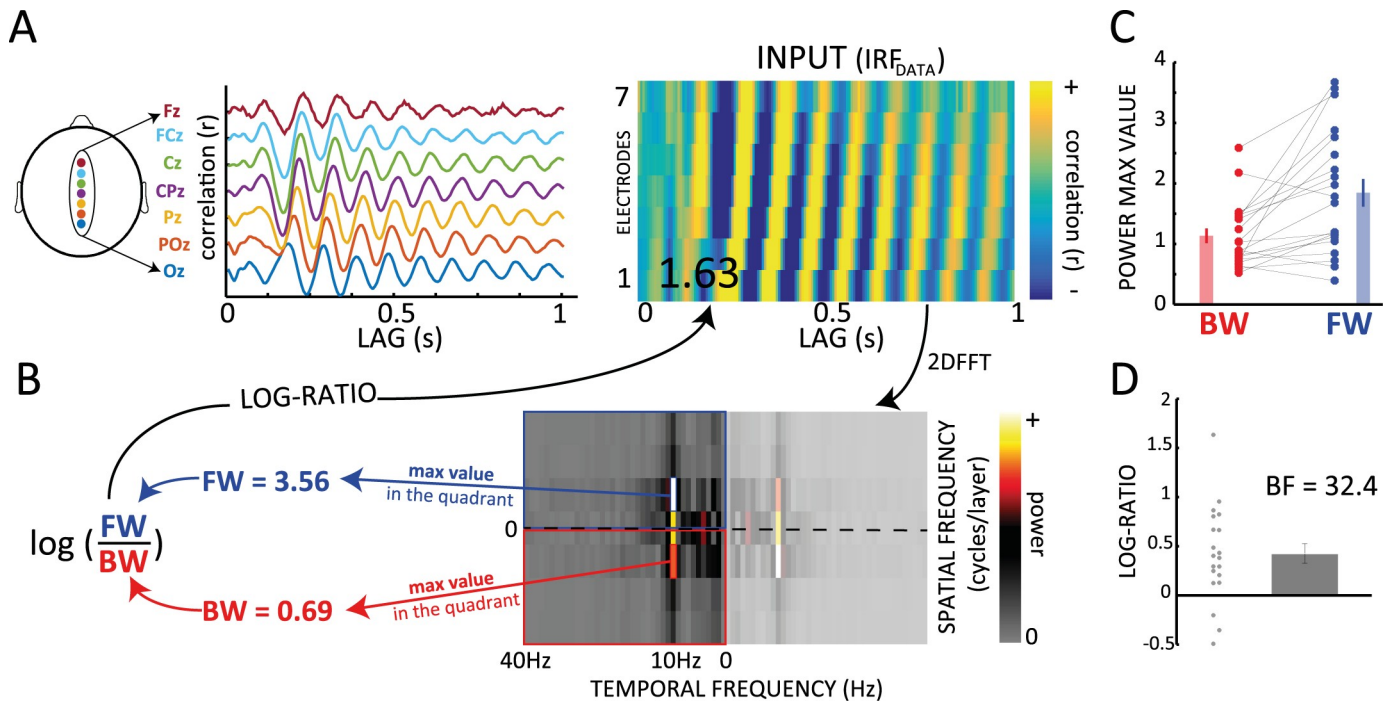 A
Fz
FCz
Cz
CPz
Pz
POz
Oz
correlation (r)
0
0.5
1
LAG (s)
INPUT (IRF_DATA)
7
ELECTRODES
1
1.63
0
0.5
1
LAG (s)
+
correlation (r)
-
2DFFT
B
LOG-RATIO
log (FW/BW)
FW = 3.56
max value
in the quadrant
BW = 0.69
max value
in the quadrant
0
40Hz
10Hz
0
TEMPORAL FREQUENCY (Hz)
SPATIAL FREQUENCY
(cycles/layer)
+
power
0
C
POWER MAX VALUE
4
3
2
1
0
BW
FW
D
LOG-RATIO
2
1.5
1
0.5
0
-0.5
BF = 32.4